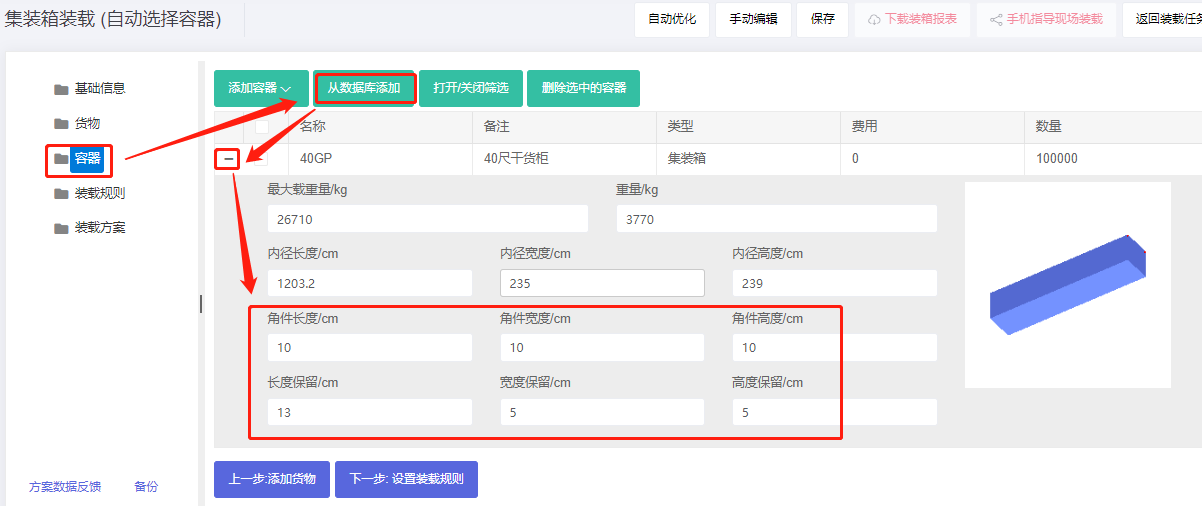 集装箱装载 (自动选择容器)
自动优化 手动编辑 保存 下载装箱报表 手机指导现场装载 返回装载任务
基础信息
货物
容器
装载规则
装载方案
添加容器 从数据库添加 打开/关闭筛选 删除选中的容器
名称 备注 类型 费用 数量
40GP 40尺干货柜 集装箱 0 100000
最大载重量/kg 重量/kg
26710 3770
内径长度/cm 内径宽度/cm 内径高度/cm
1203.2 235 239
角件长度/cm 角件宽度/cm 角件高度/cm
10 10 10
长度保留/cm 宽度保留/cm 高度保留/cm
13 5 5
上一步:添加货物 下一步: 设置装载规则
方案数据反馈 备份